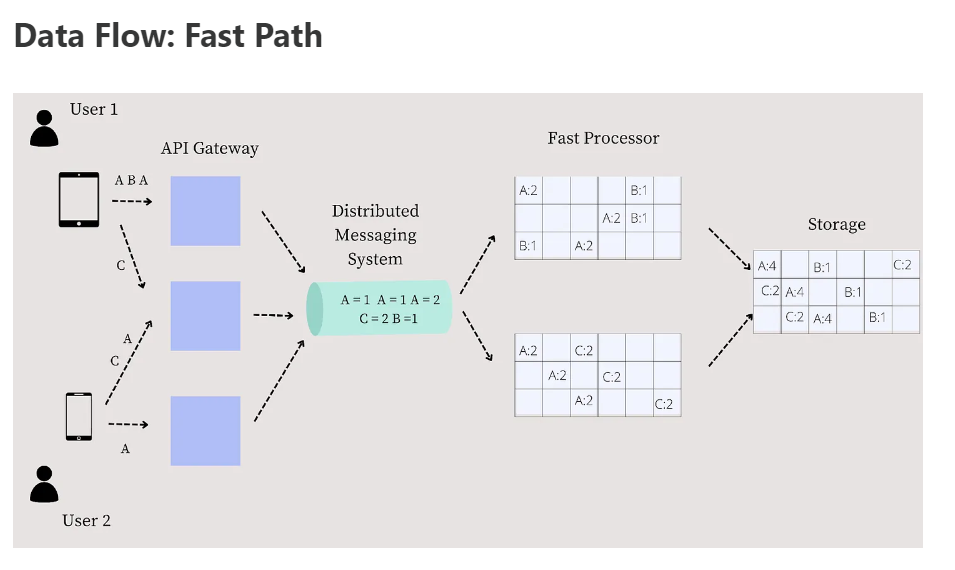 Data Flow: Fast Path
User 1
API Gateway
A B A
C
A
C
A
User 2
Distributed
Messaging
System
A = 1 A = 1 A = 2
C = 2 B =1
Fast Processor
A:2 B:1
A:2 B:1
B:1 A:2
A:2 C:2
A:2 C:2
A:2 C:2
Storage
A:4 B:1 C:2
C:2 A:4 B:1
C:2 A:4 B:1